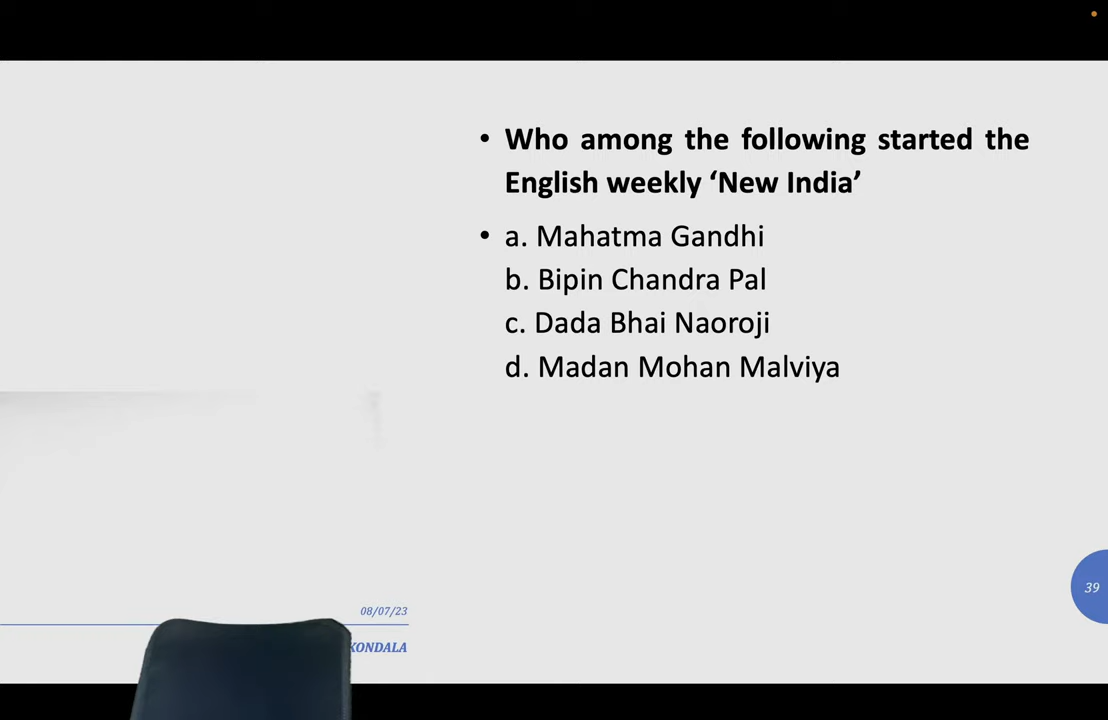 • Who among the following started the
English weekly ‘New India’
• a. Mahatma Gandhi
b. Bipin Chandra Pal
c. Dada Bhai Naoroji
d. Madan Mohan Malviya
39
08/07/23
KONDALA